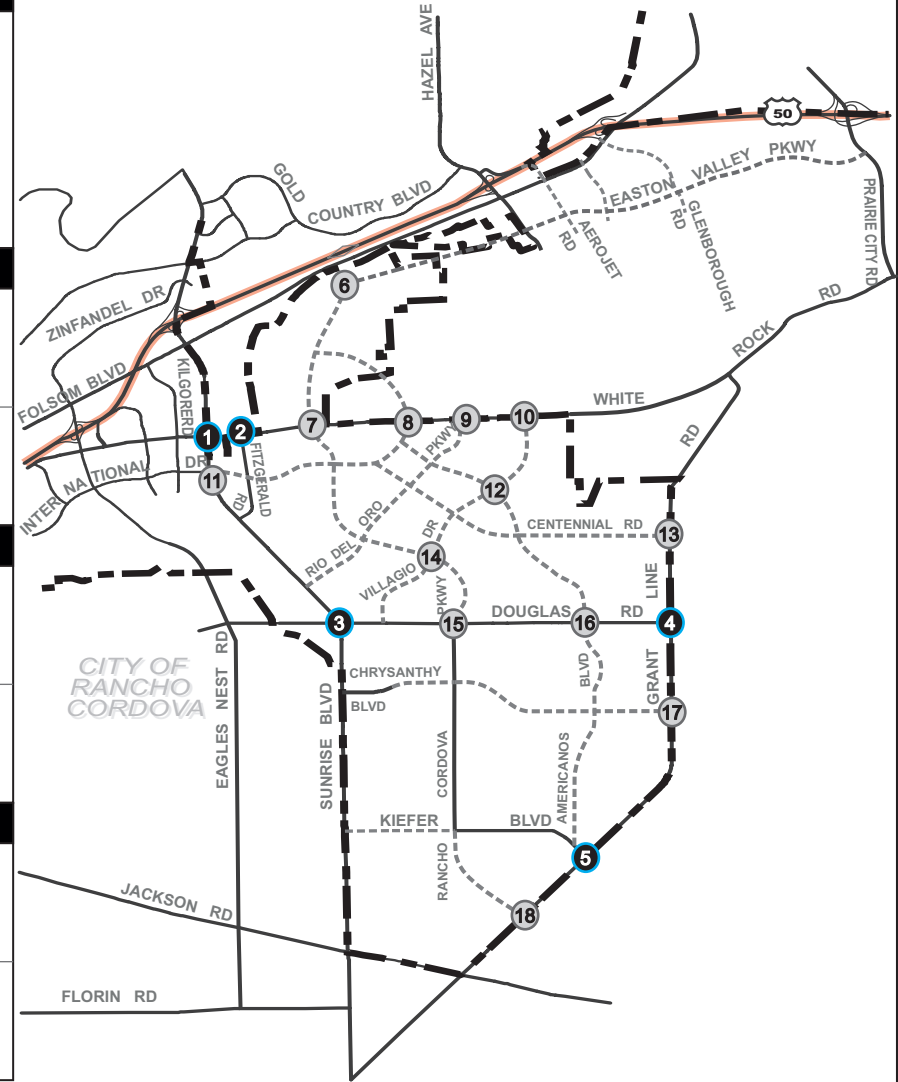 HAZEL AVE
50
GOLD
COUNTRY BLVD
EASTON VALLEY PKWY
PRAIRIE CITY RD
GLENBOROUGH RD
AEROJET RD
6
ZINFANDEL DR
ROCK RD
FOLSOM BLVD
KILGORE RD
WHITE
1
2
7
8
9
10
PKWY
RD
INTERNATIONAL DR
11
FITZGERALD RD
12
RIO DEL ORO
DR
CENTENNIAL RD
13
14
VILLAGIO
PKWY
LINE
3
15
DOUGLAS RD
16
4
CITY OF
RANCHO
CORDOVA
EAGLES NEST RD
SUNRISE BLVD
CHRYSANTHY
BLVD
BLVD
GRANT
17
CORDOVA
AMERICANOS
KIEFER BLVD
5
RANCHO
JACKSON RD
18
FLORIN RD